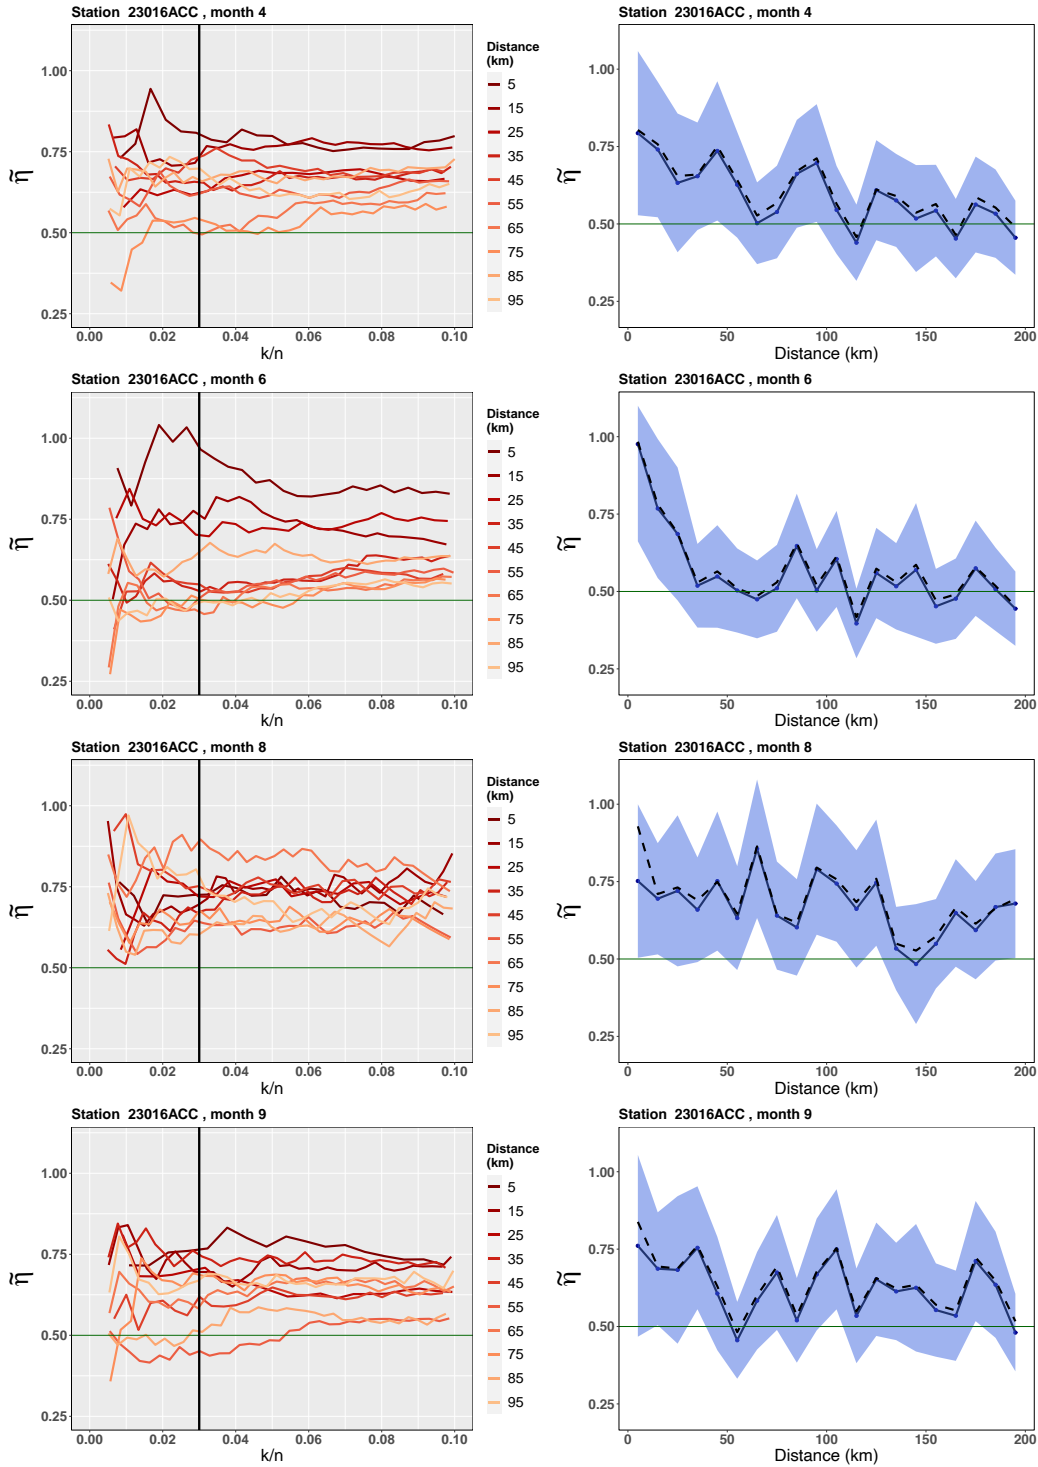 Station 23016ACC , month 4
η̃
1.00
0.75
0.50
0.25
0.00 0.02 0.04 0.06 0.08 0.10
k/n
Distance
(km)
5
15
25
35
45
55
65
75
85
95
Station 23016ACC , month 4
η̃
1.00
0.75
0.50
0.25
0 50 100 150 200
Distance (km)
Station 23016ACC , month 6
η̃
1.00
0.75
0.50
0.25
0.00 0.02 0.04 0.06 0.08 0.10
k/n
Distance
(km)
5
15
25
35
45
55
65
75
85
95
Station 23016ACC , month 6
η̃
1.00
0.75
0.50
0.25
0 50 100 150 200
Distance (km)
Station 23016ACC , month 8
η̃
1.00
0.75
0.50
0.25
0.00 0.02 0.04 0.06 0.08 0.10
k/n
Distance
(km)
5
15
25
35
45
55
65
75
85
95
Station 23016ACC , month 8
η̃
1.00
0.75
0.50
0.25
0 50 100 150 200
Distance (km)
Station 23016ACC , month 9
η̃
1.00
0.75
0.50
0.25
0.00 0.02 0.04 0.06 0.08 0.10
k/n
Distance
(km)
5
15
25
35
45
55
65
75
85
95
Station 23016ACC , month 9
η̃
1.00
0.75
0.50
0.25
0 50 100 150 200
Distance (km)